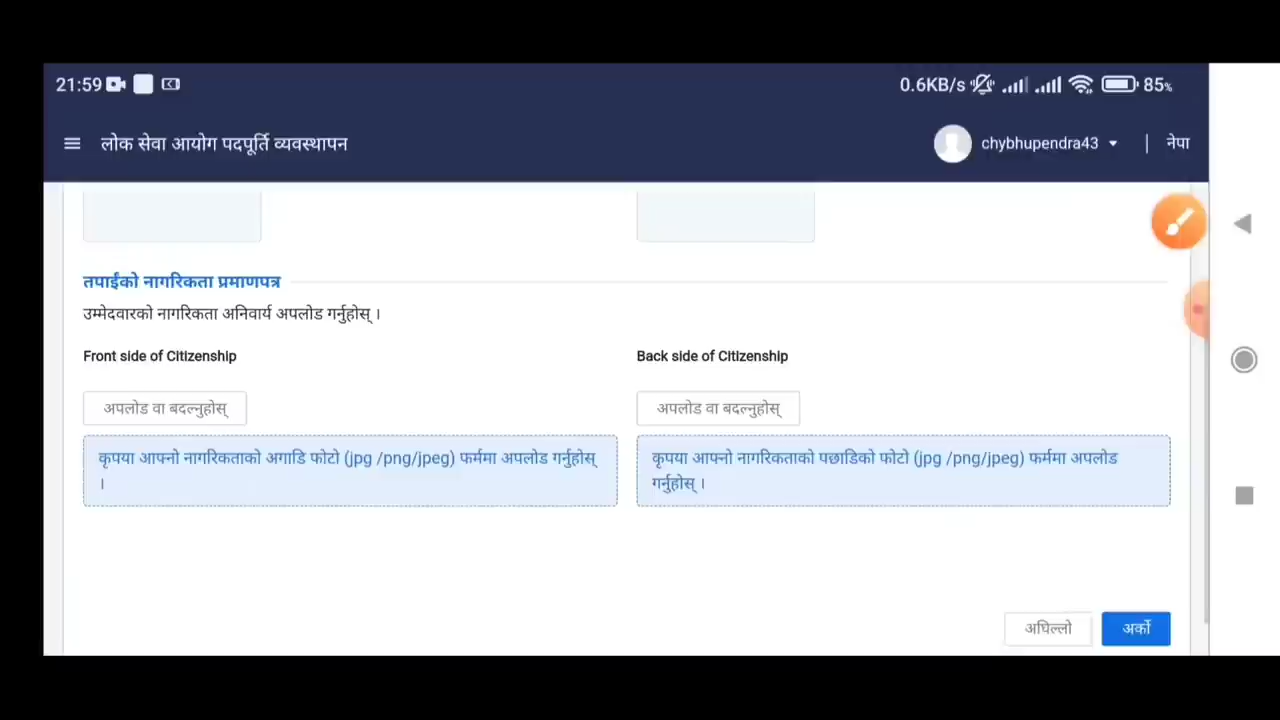 21:59 0.6KB/s 85%
लोक सेवा आयोग पदपूर्ति व्यवस्थापन chybhupendra43 | नेपा
तपाईंको नागरिकता प्रमाणपत्र
उम्मेदवारको नागरिकता अनिवार्य अपलोड गर्नुहोस् ।
Front side of Citizenship
Back side of Citizenship
अपलोड वा बदल्नुहोस्
अपलोड वा बदल्नुहोस्
कृपया आफ्नो नागरिकताको अगाडि फोटो (jpg /png/jpeg) फर्ममा अपलोड गर्नुहोस्
।
कृपया आफ्नो नागरिकताको पछाडिको फोटो (jpg /png/jpeg) फर्ममा अपलोड
गर्नुहोस् ।
अघिल्लो
अर्को